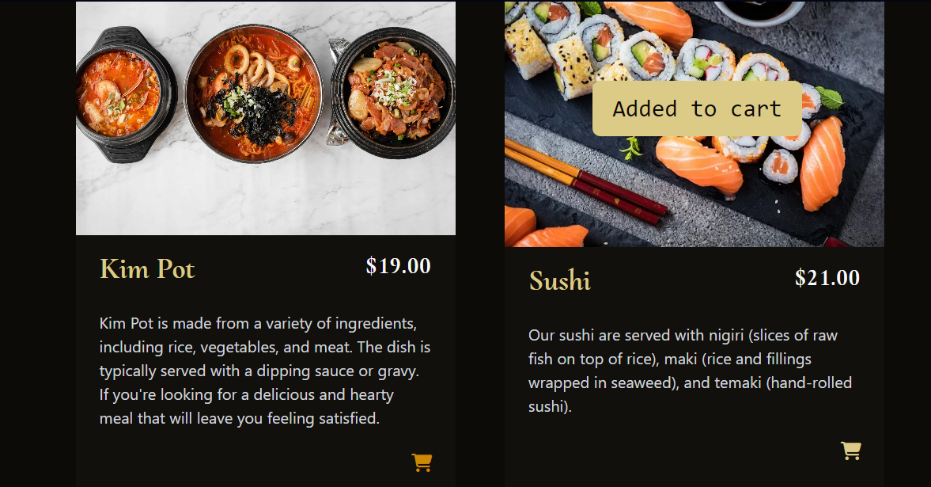 Kim Pot
$19.00
Kim Pot is made from a variety of ingredients,
including rice, vegetables, and meat. The dish is
typically served with a dipping sauce or gravy.
If you're looking for a delicious and hearty
meal that will leave you feeling satisfied.
Added to cart
Sushi
$21.00
Our sushi are served with nigiri (slices of raw
fish on top of rice), maki (rice and fillings
wrapped in seaweed), and temaki (hand-rolled
sushi).